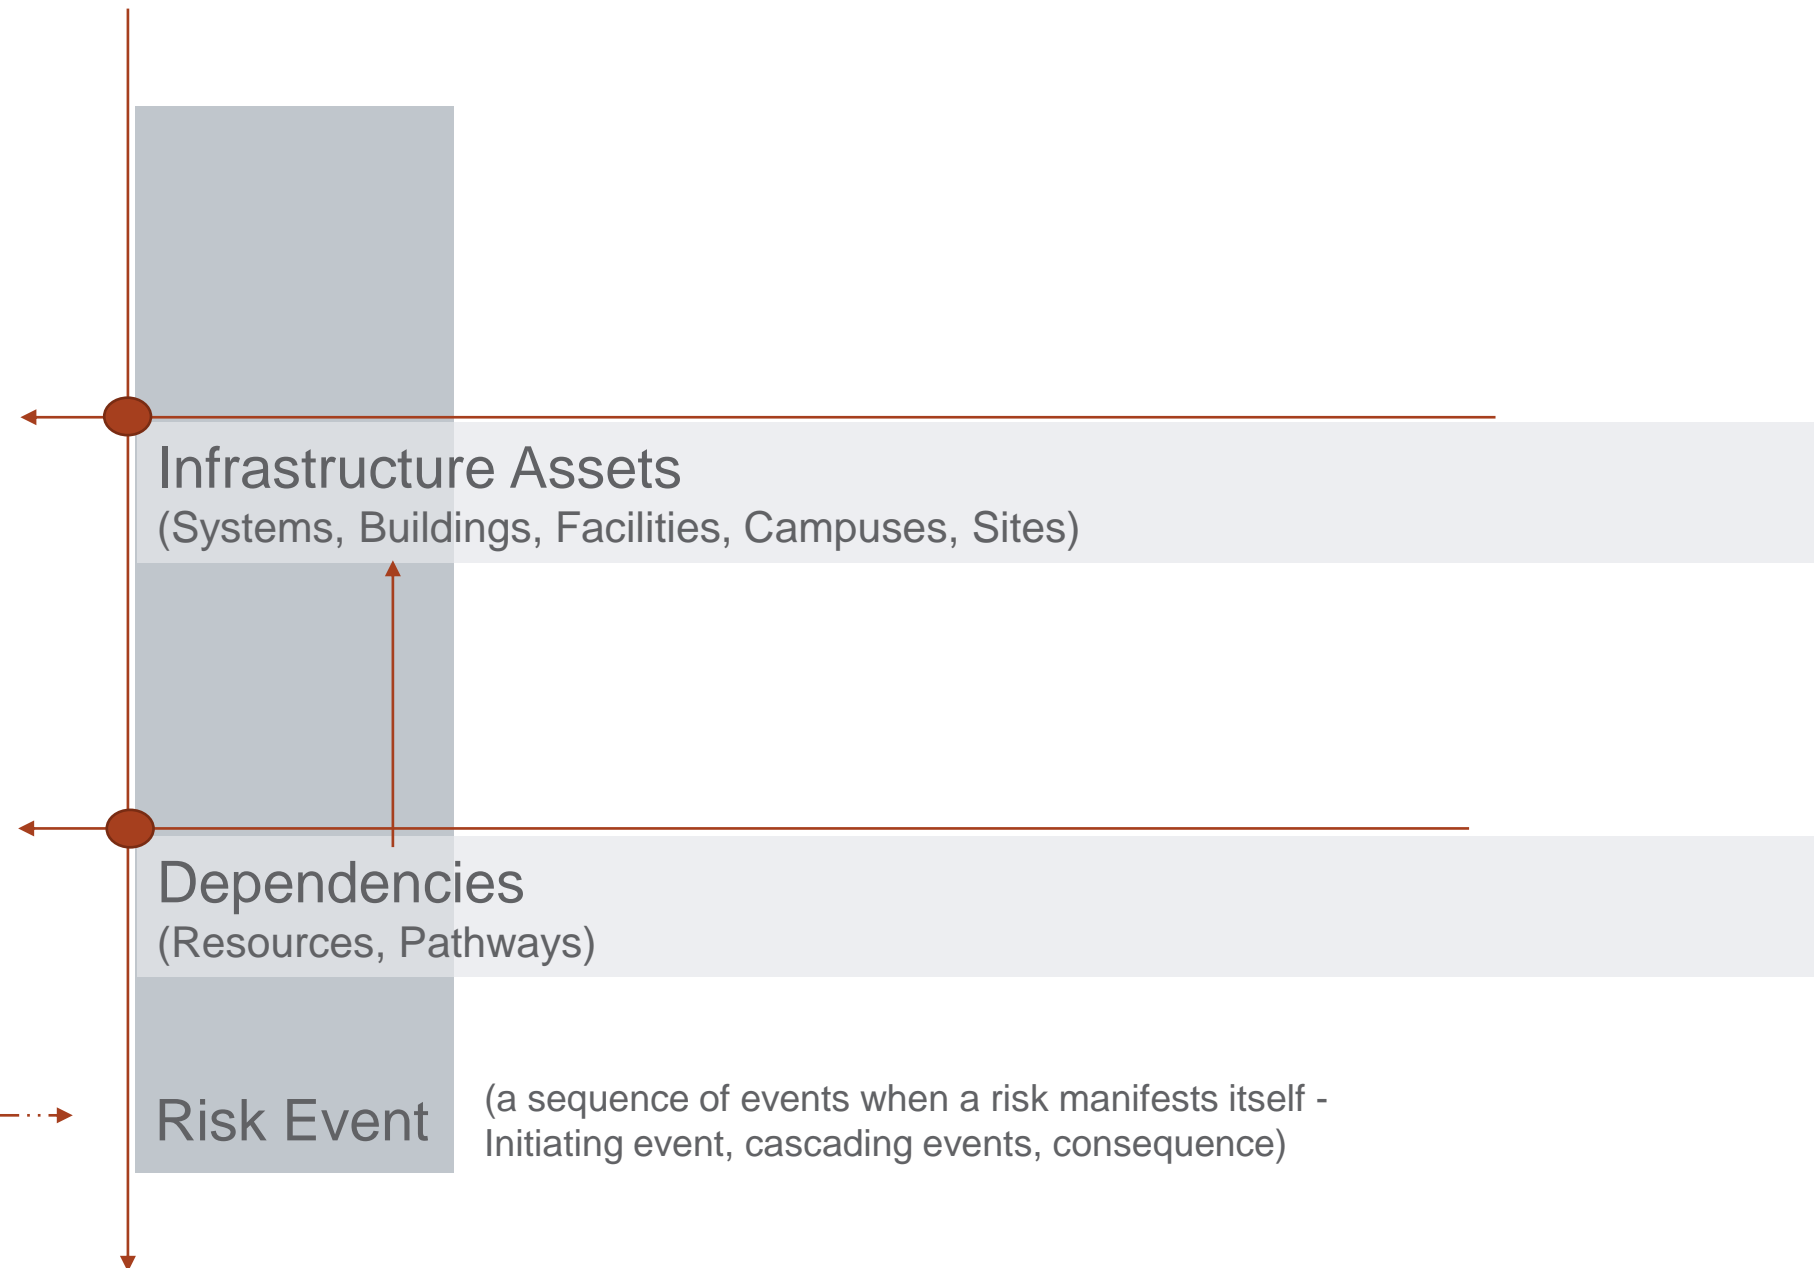 Infrastructure Assets
(Systems, Buildings, Facilities, Campuses, Sites)
Dependencies
(Resources, Pathways)
Risk Event
(a sequence of events when a risk manifests itself -
Initiating event, cascading events, consequence)